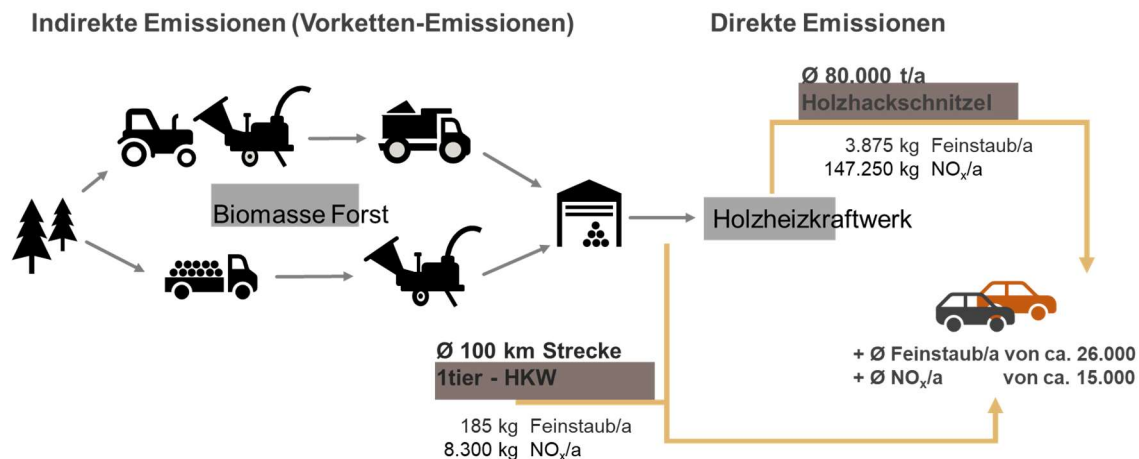 Indirekte Emissionen (Vorketten-Emissionen)
Direkte Emissionen
Ø 80.000 t/a
Holzhackschnitzel
3.875 kg Feinstaub/a
147.250 kg NOx/a
Biomasse Forst
Holzheizkraftwerk
Ø 100 km Strecke
1tier - HKW
185 kg Feinstaub/a
8.300 kg NOx/a
+ Ø Feinstaub/a von ca. 26.000
+ Ø NOx/a von ca. 15.000